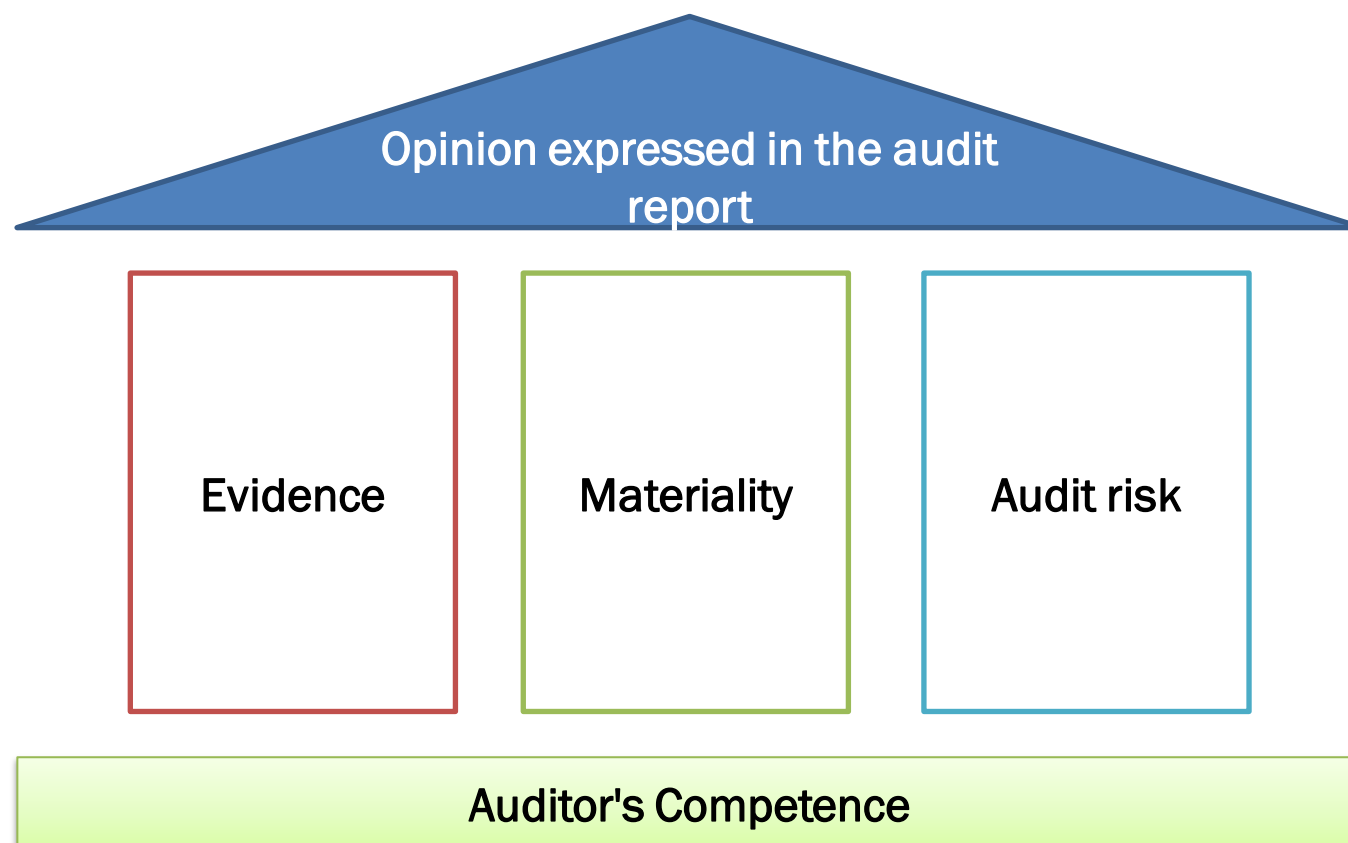 Opinion expressed in the audit
report
Evidence
Materiality
Audit risk
Auditor's Competence